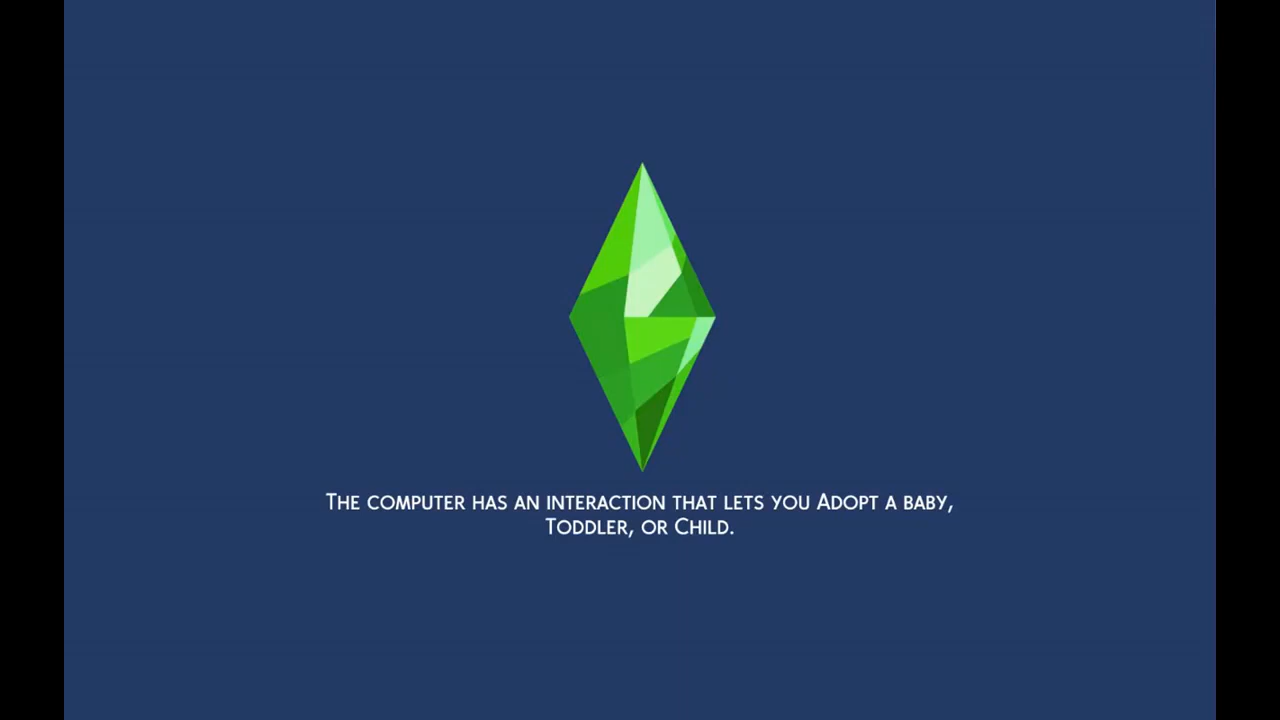 The computer has an interaction that lets you Adopt a baby,
Toddler, or Child.